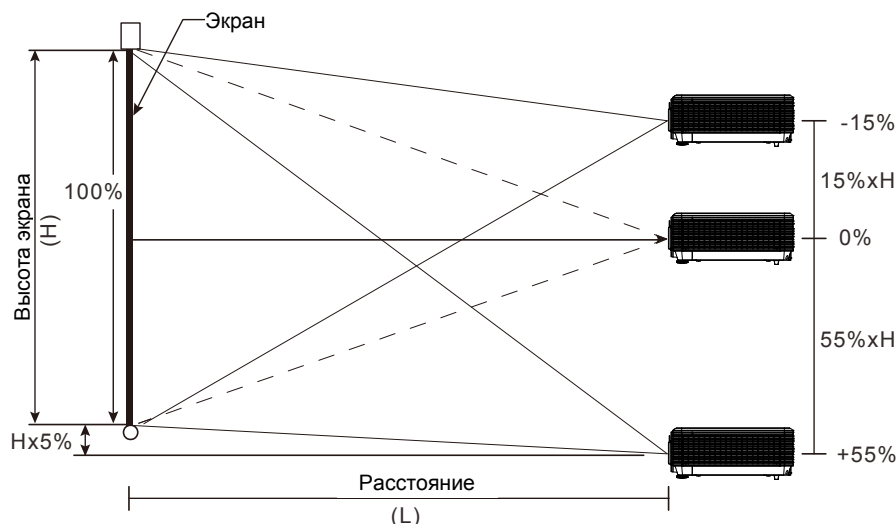 Экран
-15%
15%xH
100%
Высота экрана
(H)
0%
55%xH
Hx5%
+55%
Расстояние
(L)